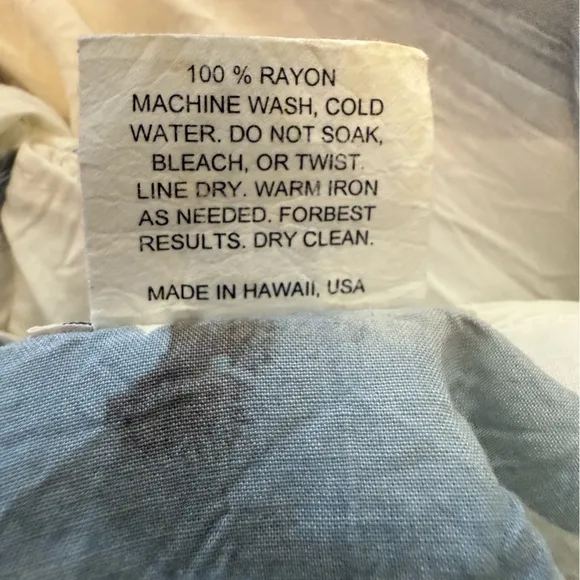 100 % RAYON
MACHINE WASH, COLD
WATER. DO NOT SOAK,
BLEACH, OR TWIST.
LINE DRY. WARM IRON
AS NEEDED. FORBEST
RESULTS. DRY CLEAN.
MADE IN HAWAII, USA